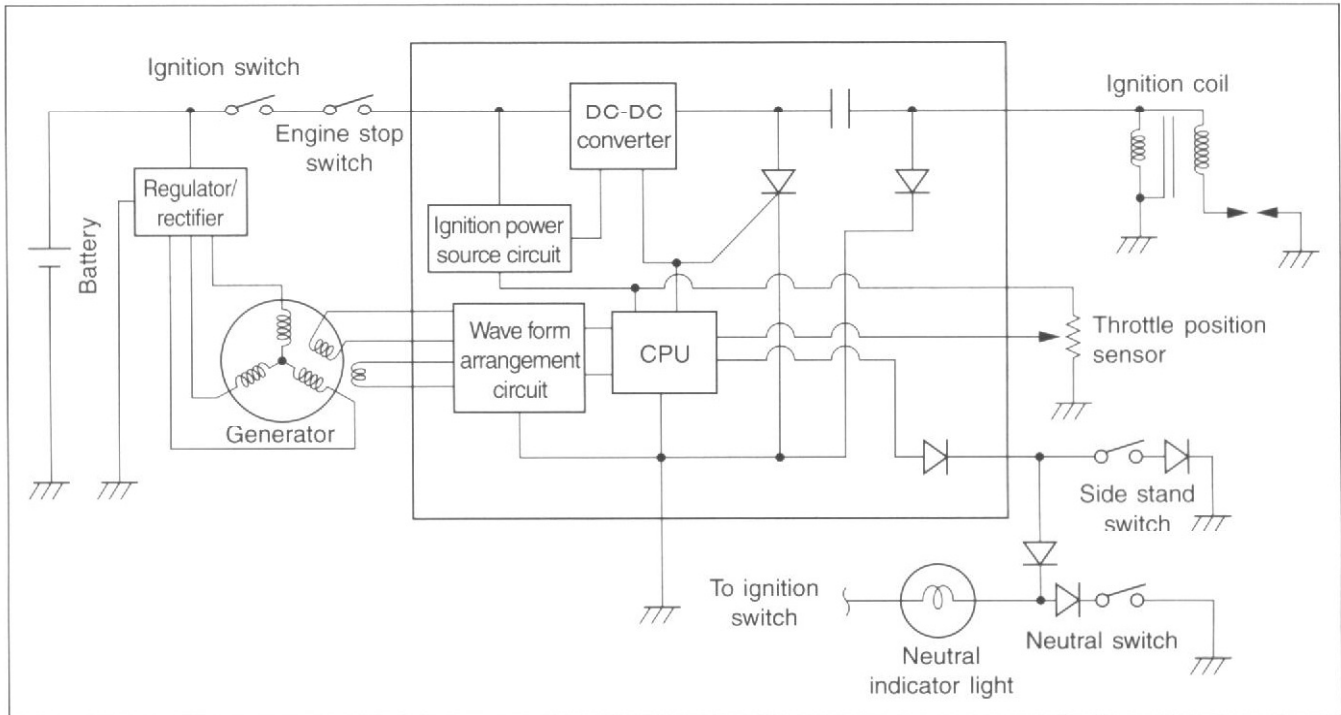 Ignition switch
Engine stop
switch
DC-DC
converter
Ignition coil
Regulator/
rectifier
Battery
Ignition power
source circuit
Wave form
arrangement
circuit
CPU
Throttle position
sensor
Generator
Side stand
switch
To ignition
switch
Neutral
indicator light
Neutral switch